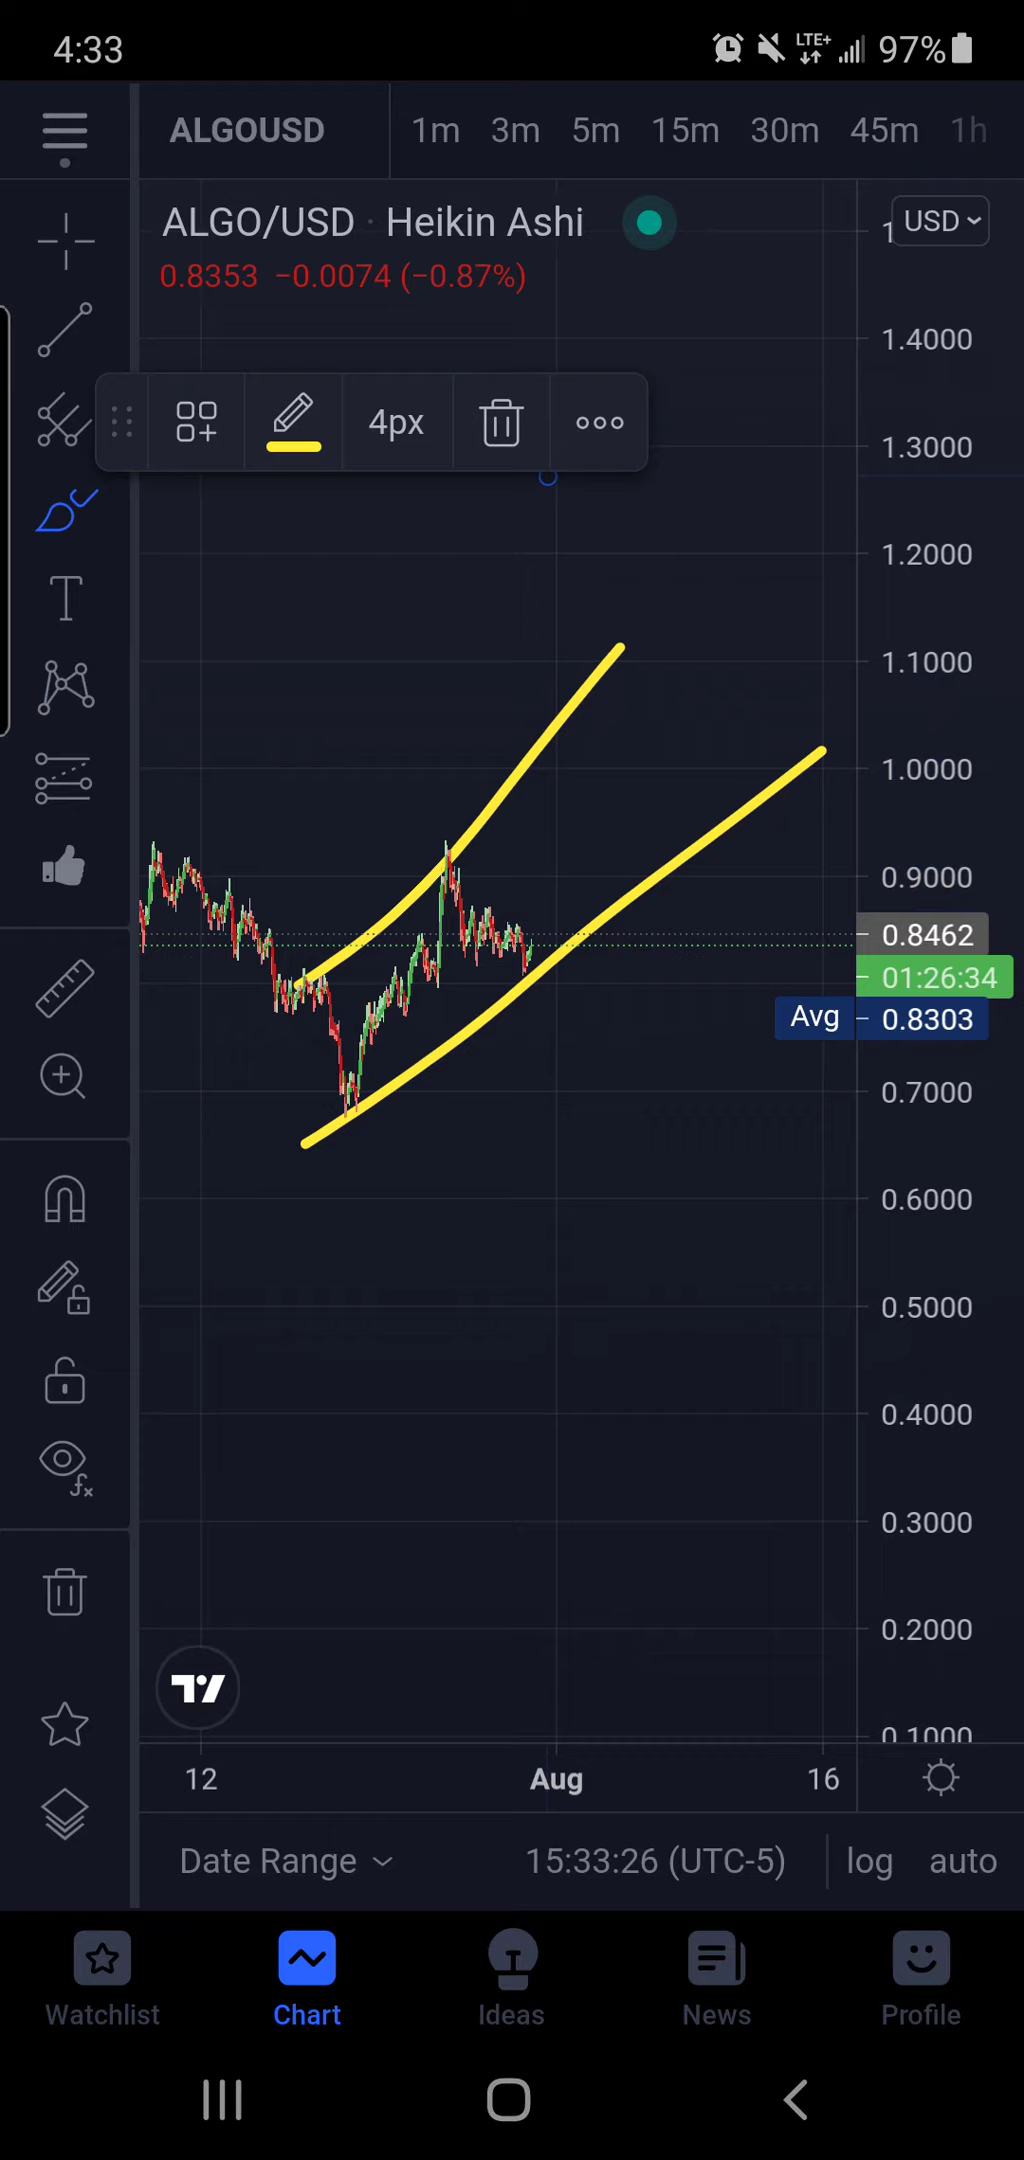 4:33 LTE+ 97%
ALGOUSD 1m 3m 5m 15m 30m 45m 1h
ALGO/USD · Heikin Ashi USD
0.8353 −0.0074 (−0.87%)
1.4000
4px
1.3000
1.2000
1.1000
1.0000
0.9000
0.8462
01:26:34
Avg 0.8303
0.7000
0.6000
0.5000
0.4000
0.3000
0.2000
0.1000
12 Aug 16
Date Range 15:33:26 (UTC-5) log auto
Watchlist Chart Ideas News Profile